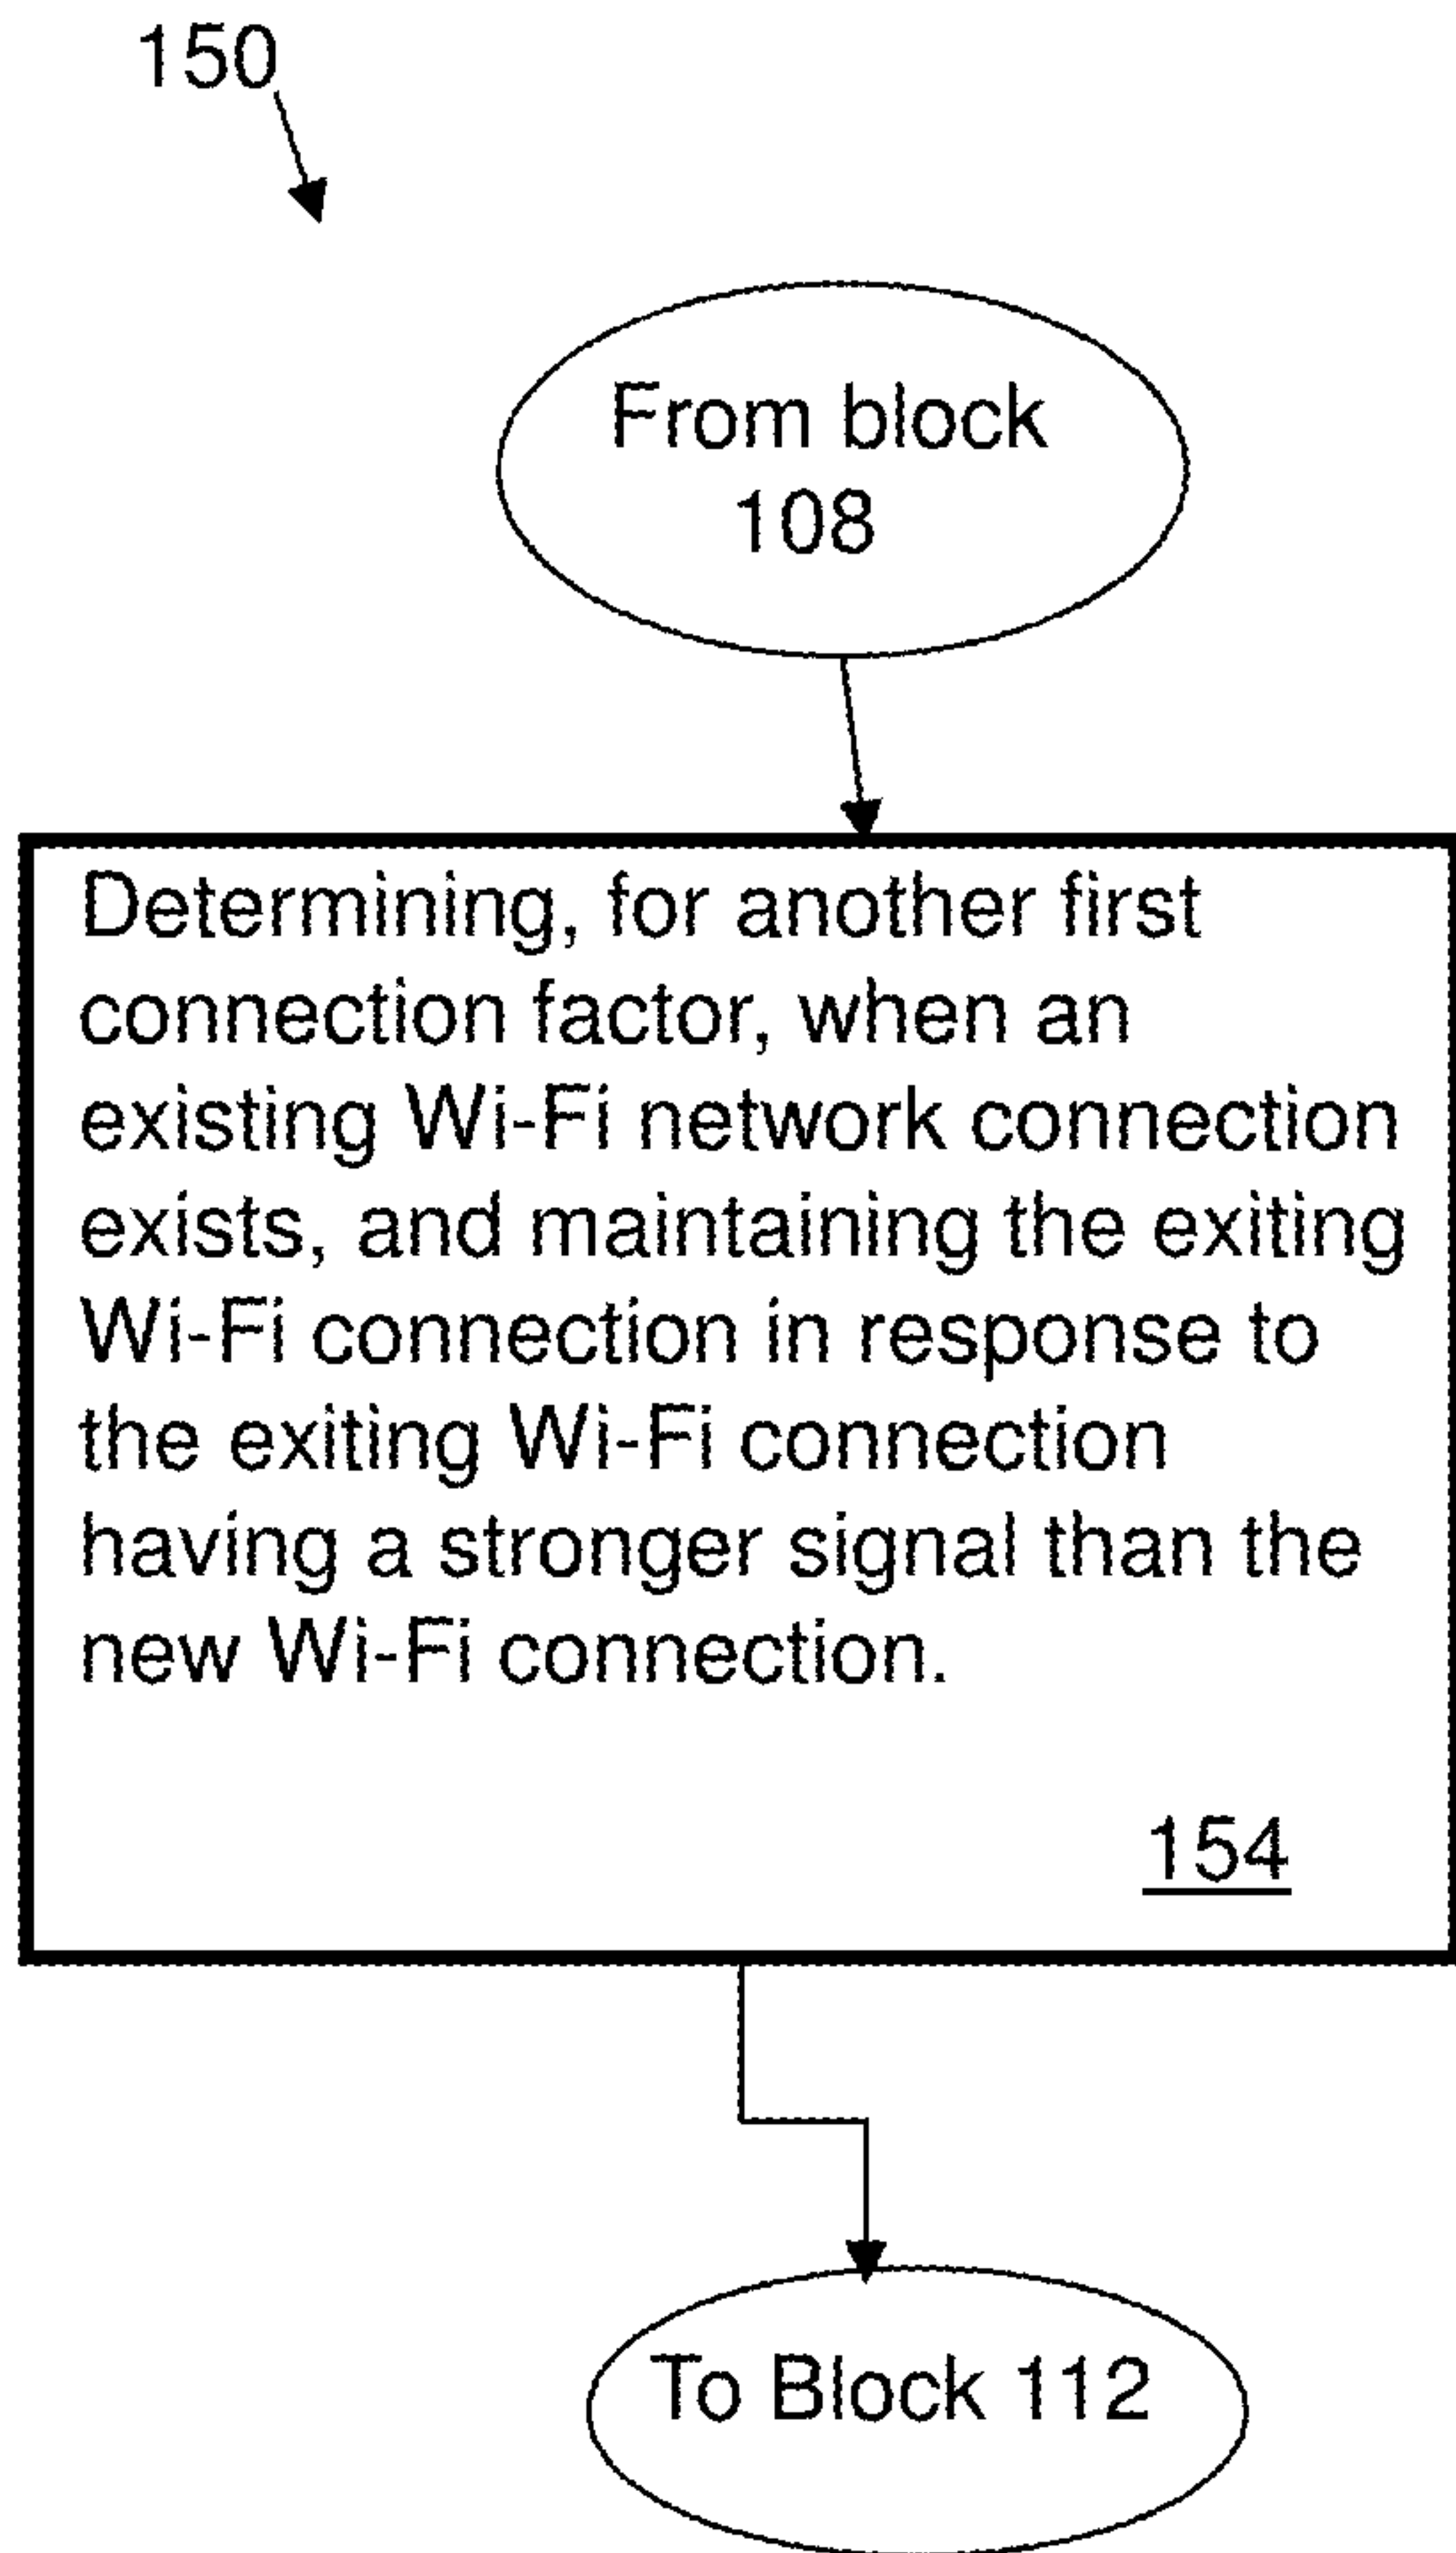 150
From block
108
Determining, for another first
connection factor, when an
existing Wi-Fi network connection
exists, and maintaining the exiting
Wi-Fi connection in response to
the exiting Wi-Fi connection
having a stronger signal than the
new Wi-Fi connection.
154
To Block 112